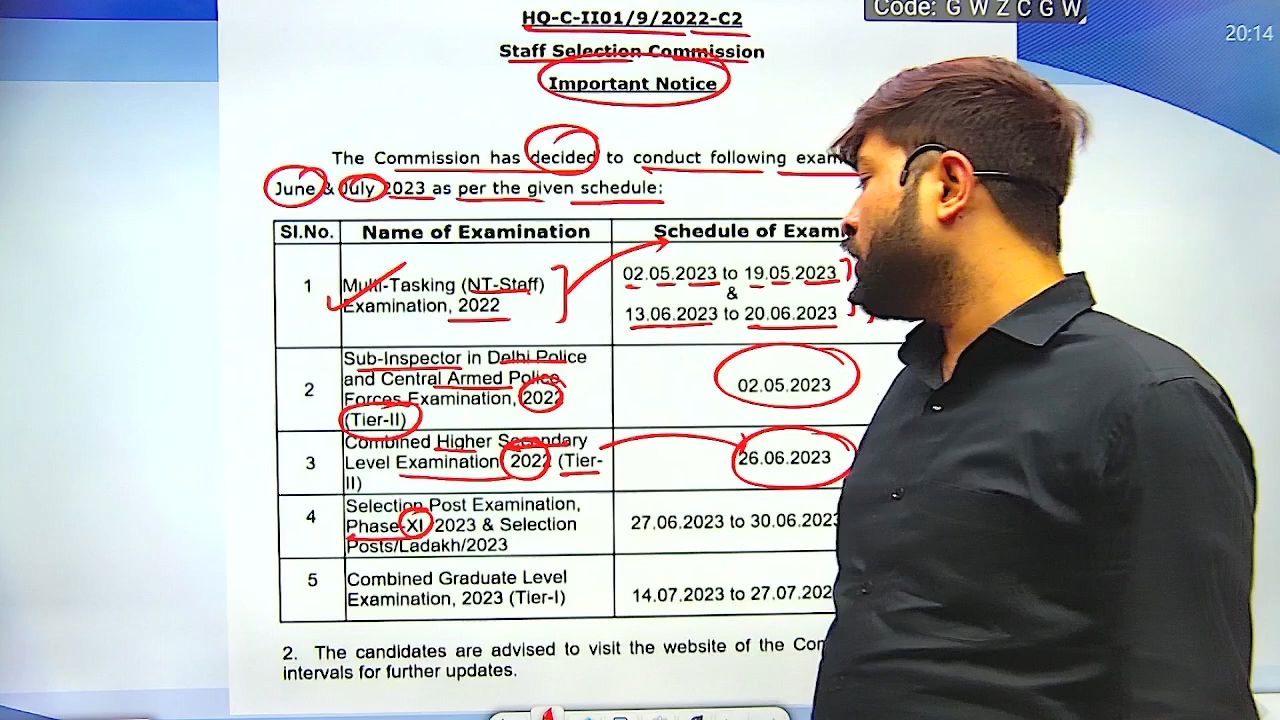 Code: G W Z C G W
20:14
HQ-C-II01/9/2022-C2
Staff Selection Commission
Important Notice
The Commission has decided to conduct following exam
June & July 2023 as per the given schedule:
Sl.No. Name of Examination Schedule of Exami
1 Multi-Tasking (NT-Staff) Examination, 2022 02.05.2023 to 19.05.2023
&
13.06.2023 to 20.06.2023
2 Sub-Inspector in Delhi Police
and Central Armed Police
Forces Examination, 2022
(Tier-II)
02.05.2023
3 Combined Higher Secondary
Level Examination 2022 (Tier-
II)
26.06.2023
4 Selection Post Examination,
Phase-XI 2023 & Selection
Posts/Ladakh/2023
27.06.2023 to 30.06.2023
5 Combined Graduate Level
Examination, 2023 (Tier-I)
14.07.2023 to 27.07.202
2. The candidates are advised to visit the website of the Com
intervals for further updates.